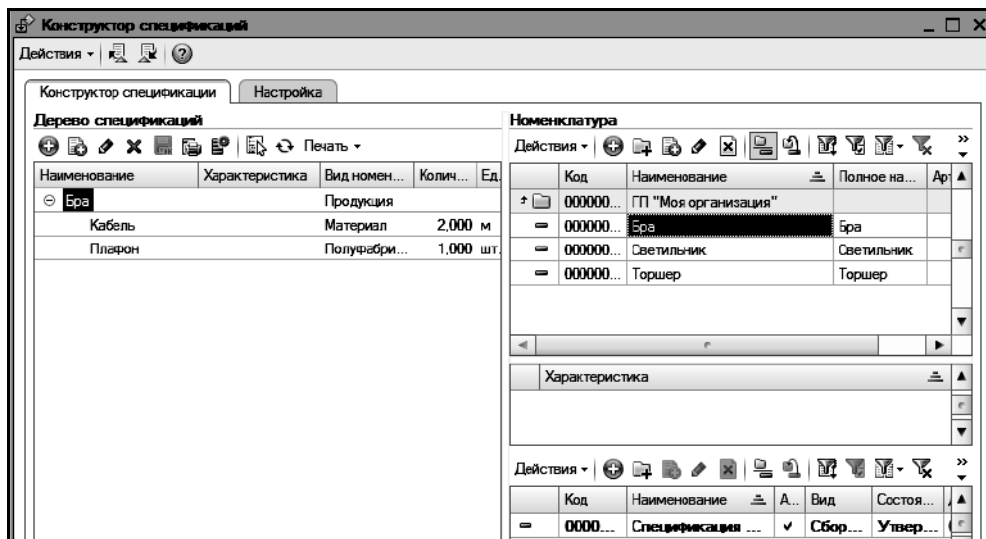 Конструктор спецификаций
Действия
Конструктор спецификации Настройка
Дерево спецификаций
Печать
Наименование Характеристика Вид номен... Колич... Ед.
Бра Продукция
Кабель Материал 2,000 м
Плафон Полуфабри... 1,000 шт.
Номенклатура
Действия
Код Наименование Полное на... Арт
000000... ГП "Моя организация"
000000... Бра Бра
000000... Светильник Светильник
000000... Торшер Торшер
Характеристика
Действия
Код Наименование А... Вид Состоя...
0000... Спецификация ... Сбор... Утвер...